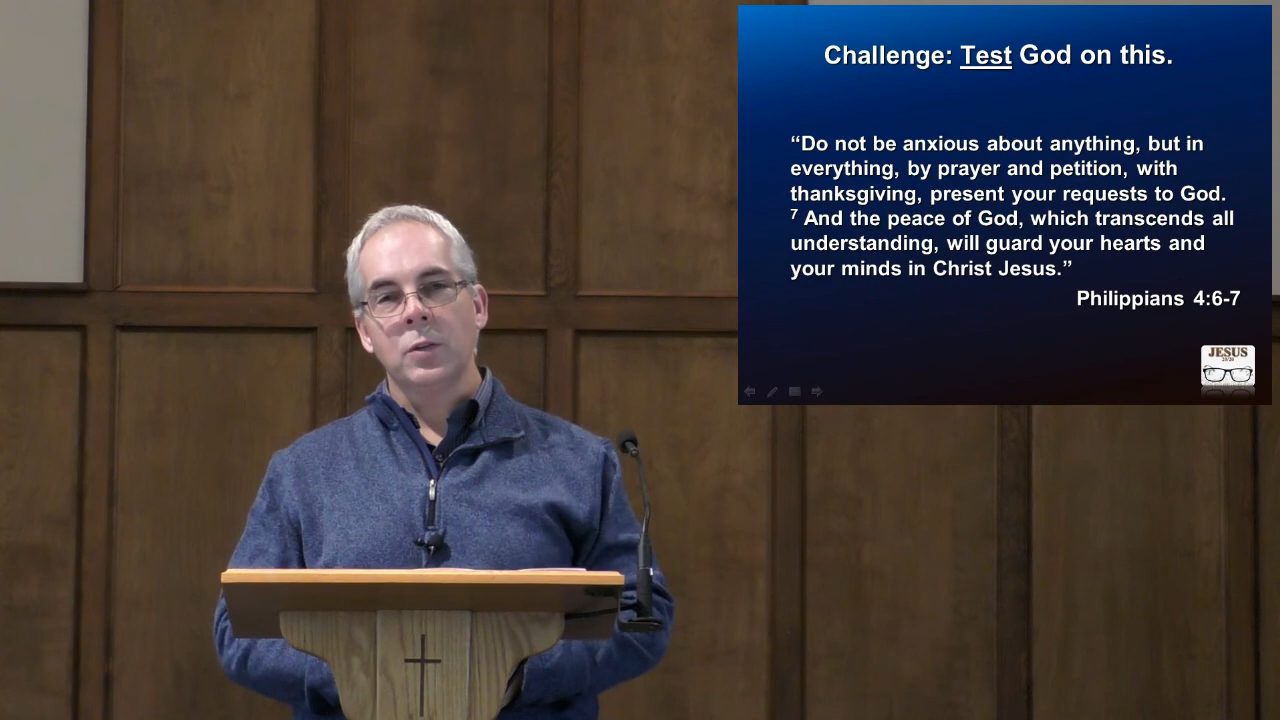 Challenge: Test God on this.
“Do not be anxious about anything, but in
everything, by prayer and petition, with
thanksgiving, present your requests to God.
7 And the peace of God, which transcends all
understanding, will guard your hearts and
your minds in Christ Jesus.”
Philippians 4:6-7
JESUS
20/20